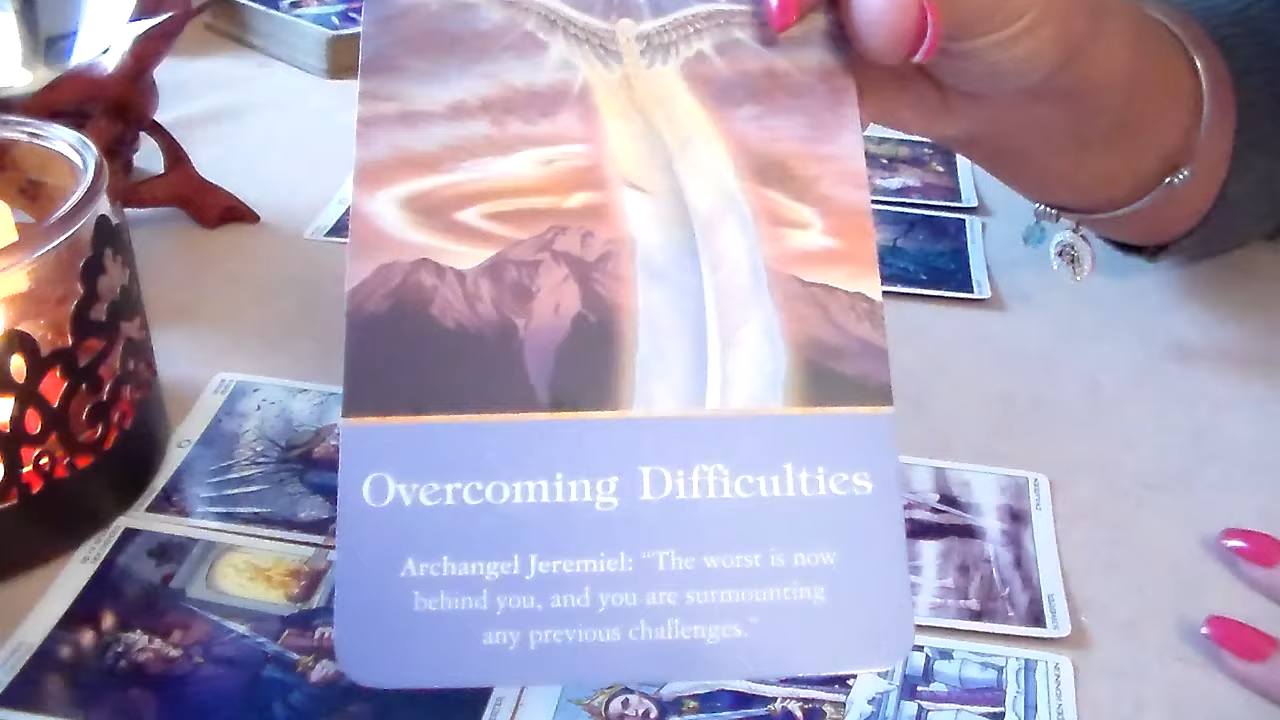 Overcoming Difficulties
Archangel Jeremiel: “The worst is now
behind you, and you are surmounting
any previous challenges.”